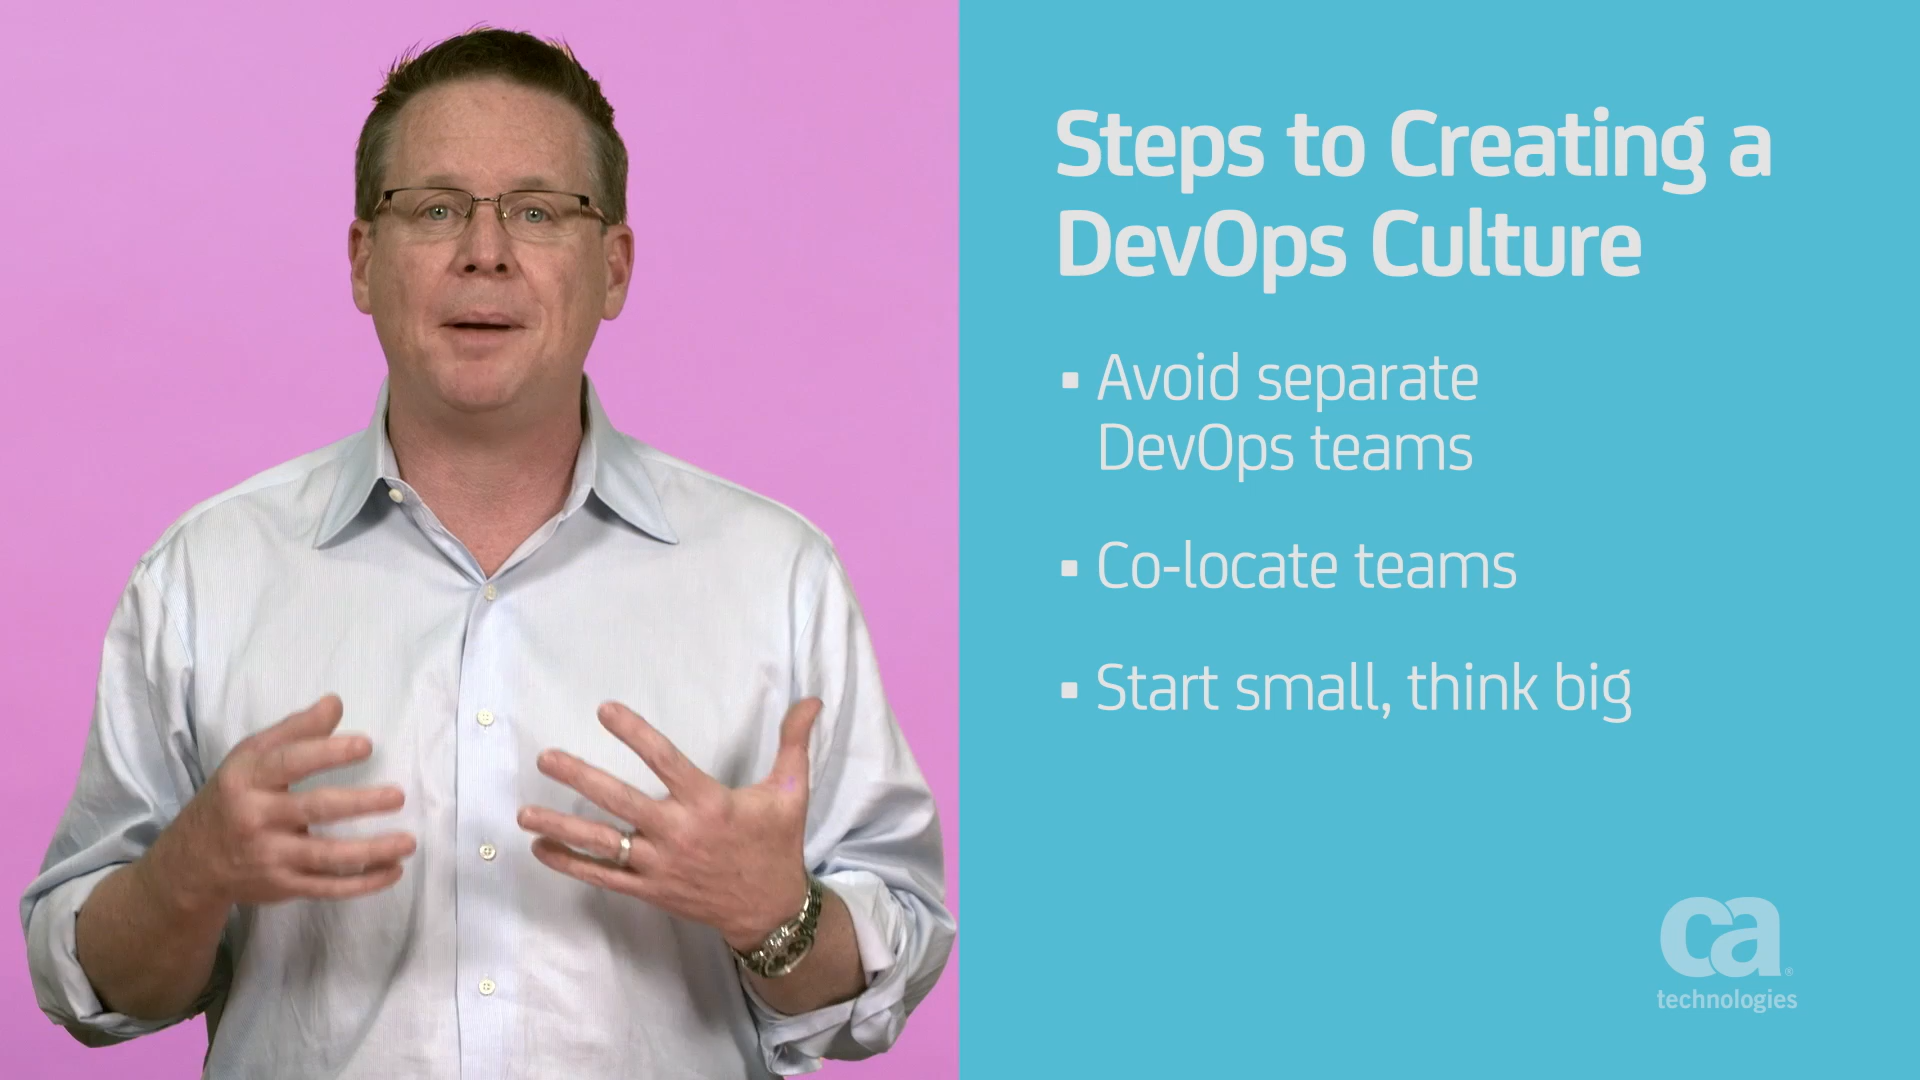 Steps to Creating a
DevOps Culture
▪ Avoid separate
DevOps teams
▪ Co-locate teams
▪ Start small, think big
ca®
technologies